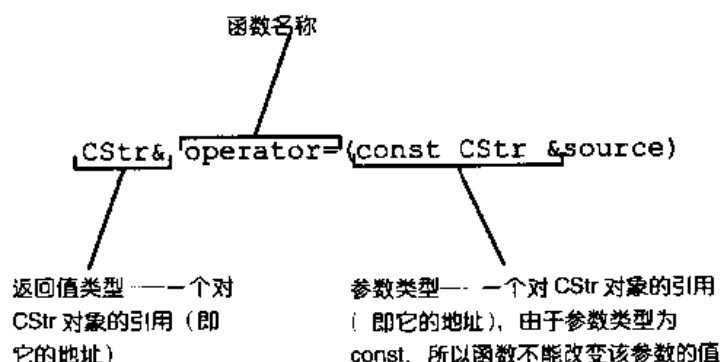 函数名称
CStr& operator=(const CStr &source)
返回值类型——一个对
CStr 对象的引用（即
它的地址）
参数类型——一个对 CStr 对象的引用
（即它的地址），由于参数类型为
const，所以函数不能改变该参数的值